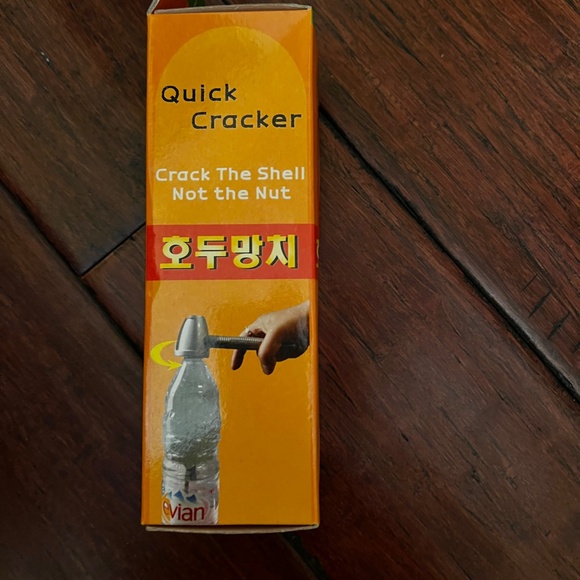 Quick
Cracker
Crack The Shell
Not the Nut
호두망치
evian